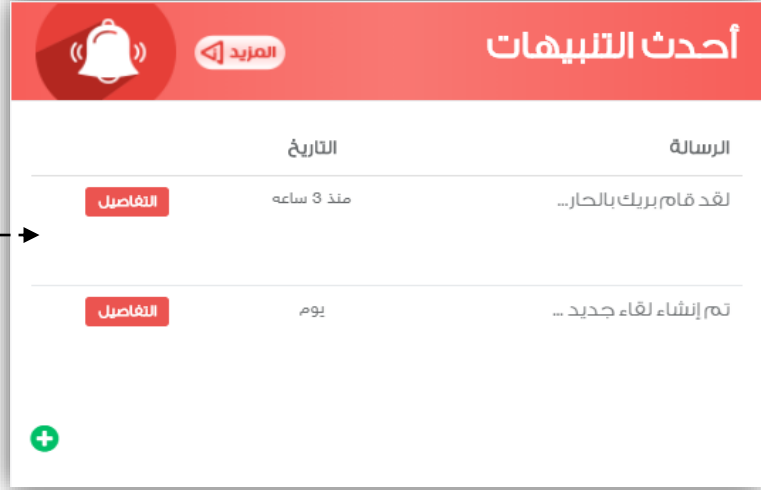 أحدث التنبيهات
المزيد
الرسالة التاريخ
لقد قام بريك بالحار... منذ 3 ساعه التفاصيل
تم إنشاء لقاء جديد ... يوم التفاصيل